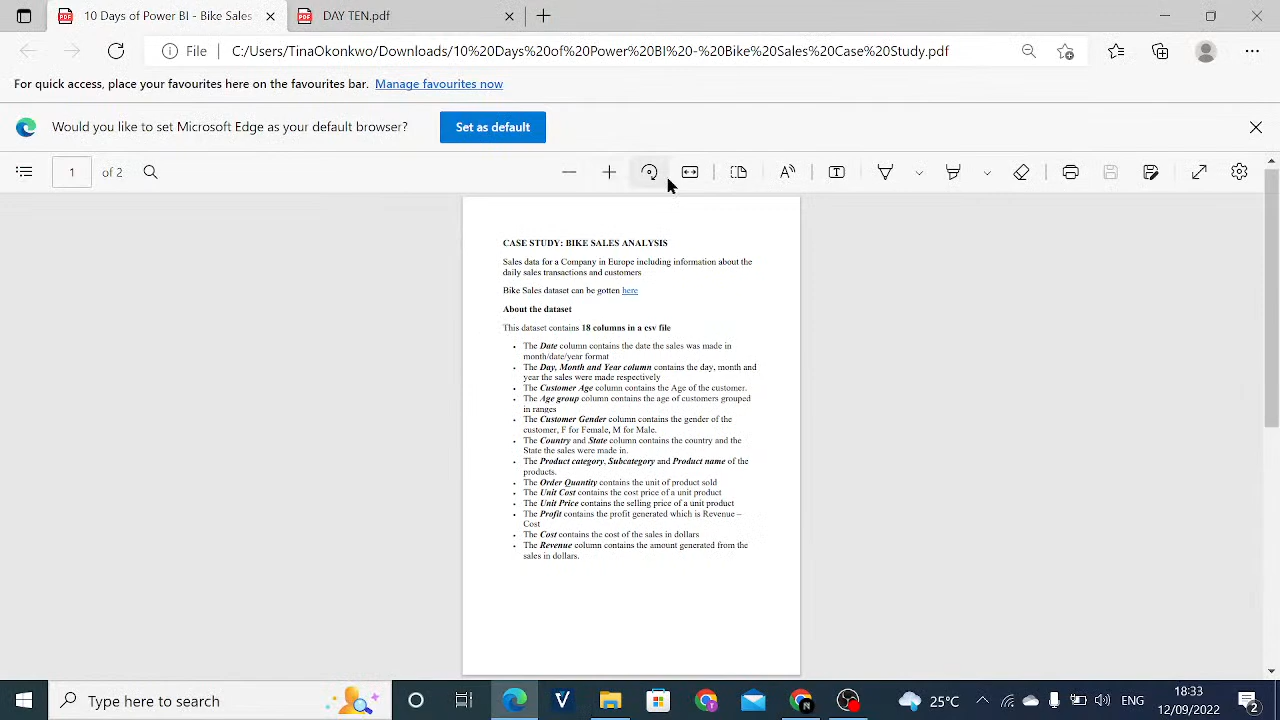 10 Days of Power BI - Bike Sales
DAY TEN.pdf
File
C:/Users/TinaOkonkwo/Downloads/10%20Days%20of%20Power%20BI%20-%20Bike%20Sales%20Case%20Study.pdf
For quick access, place your favourites here on the favourites bar. Manage favourites now
Would you like to set Microsoft Edge as your default browser?
Set as default
1 of 2
CASE STUDY: BIKE SALES ANALYSIS
Sales data for a Company in Europe including information about the
daily sales transactions and customers
Bike Sales dataset can be gotten here
About the dataset
This dataset contains 18 columns in a csv file
• The Date column contains the date the sales was made in
month/date/year format
• The Day, Month and Year column contains the day, month and
year the sales were made respectively
• The Customer Age column contains the Age of the customer.
• The Age group column contains the age of customers grouped
in ranges
• The Customer Gender column contains the gender of the
customer, F for Female, M for Male.
• The Country and State column contains the country and the
State the sales were made in.
• The Product category, Subcategory and Product name of the
products.
• The Order Quantity contains the unit of product sold
• The Unit Cost contains the cost price of a unit product
• The Unit Price contains the selling price of a unit product
• The Profit contains the profit generated which is Revenue –
Cost
• The Cost contains the cost of the sales in dollars
• The Revenue column contains the amount generated from the
sales in dollars.
Type here to search
25°C
ENG
18:33
12/09/2022
2